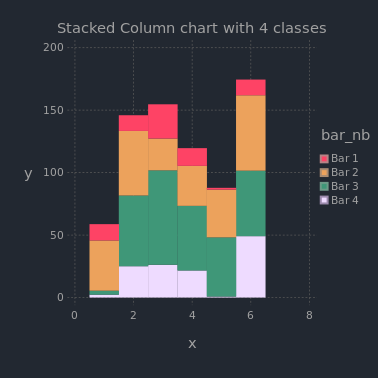 Stacked Column chart with 4 classes
200
150
100
50
0
y
0 2 4 6 8
x
bar_nb
Bar 1
Bar 2
Bar 3
Bar 4